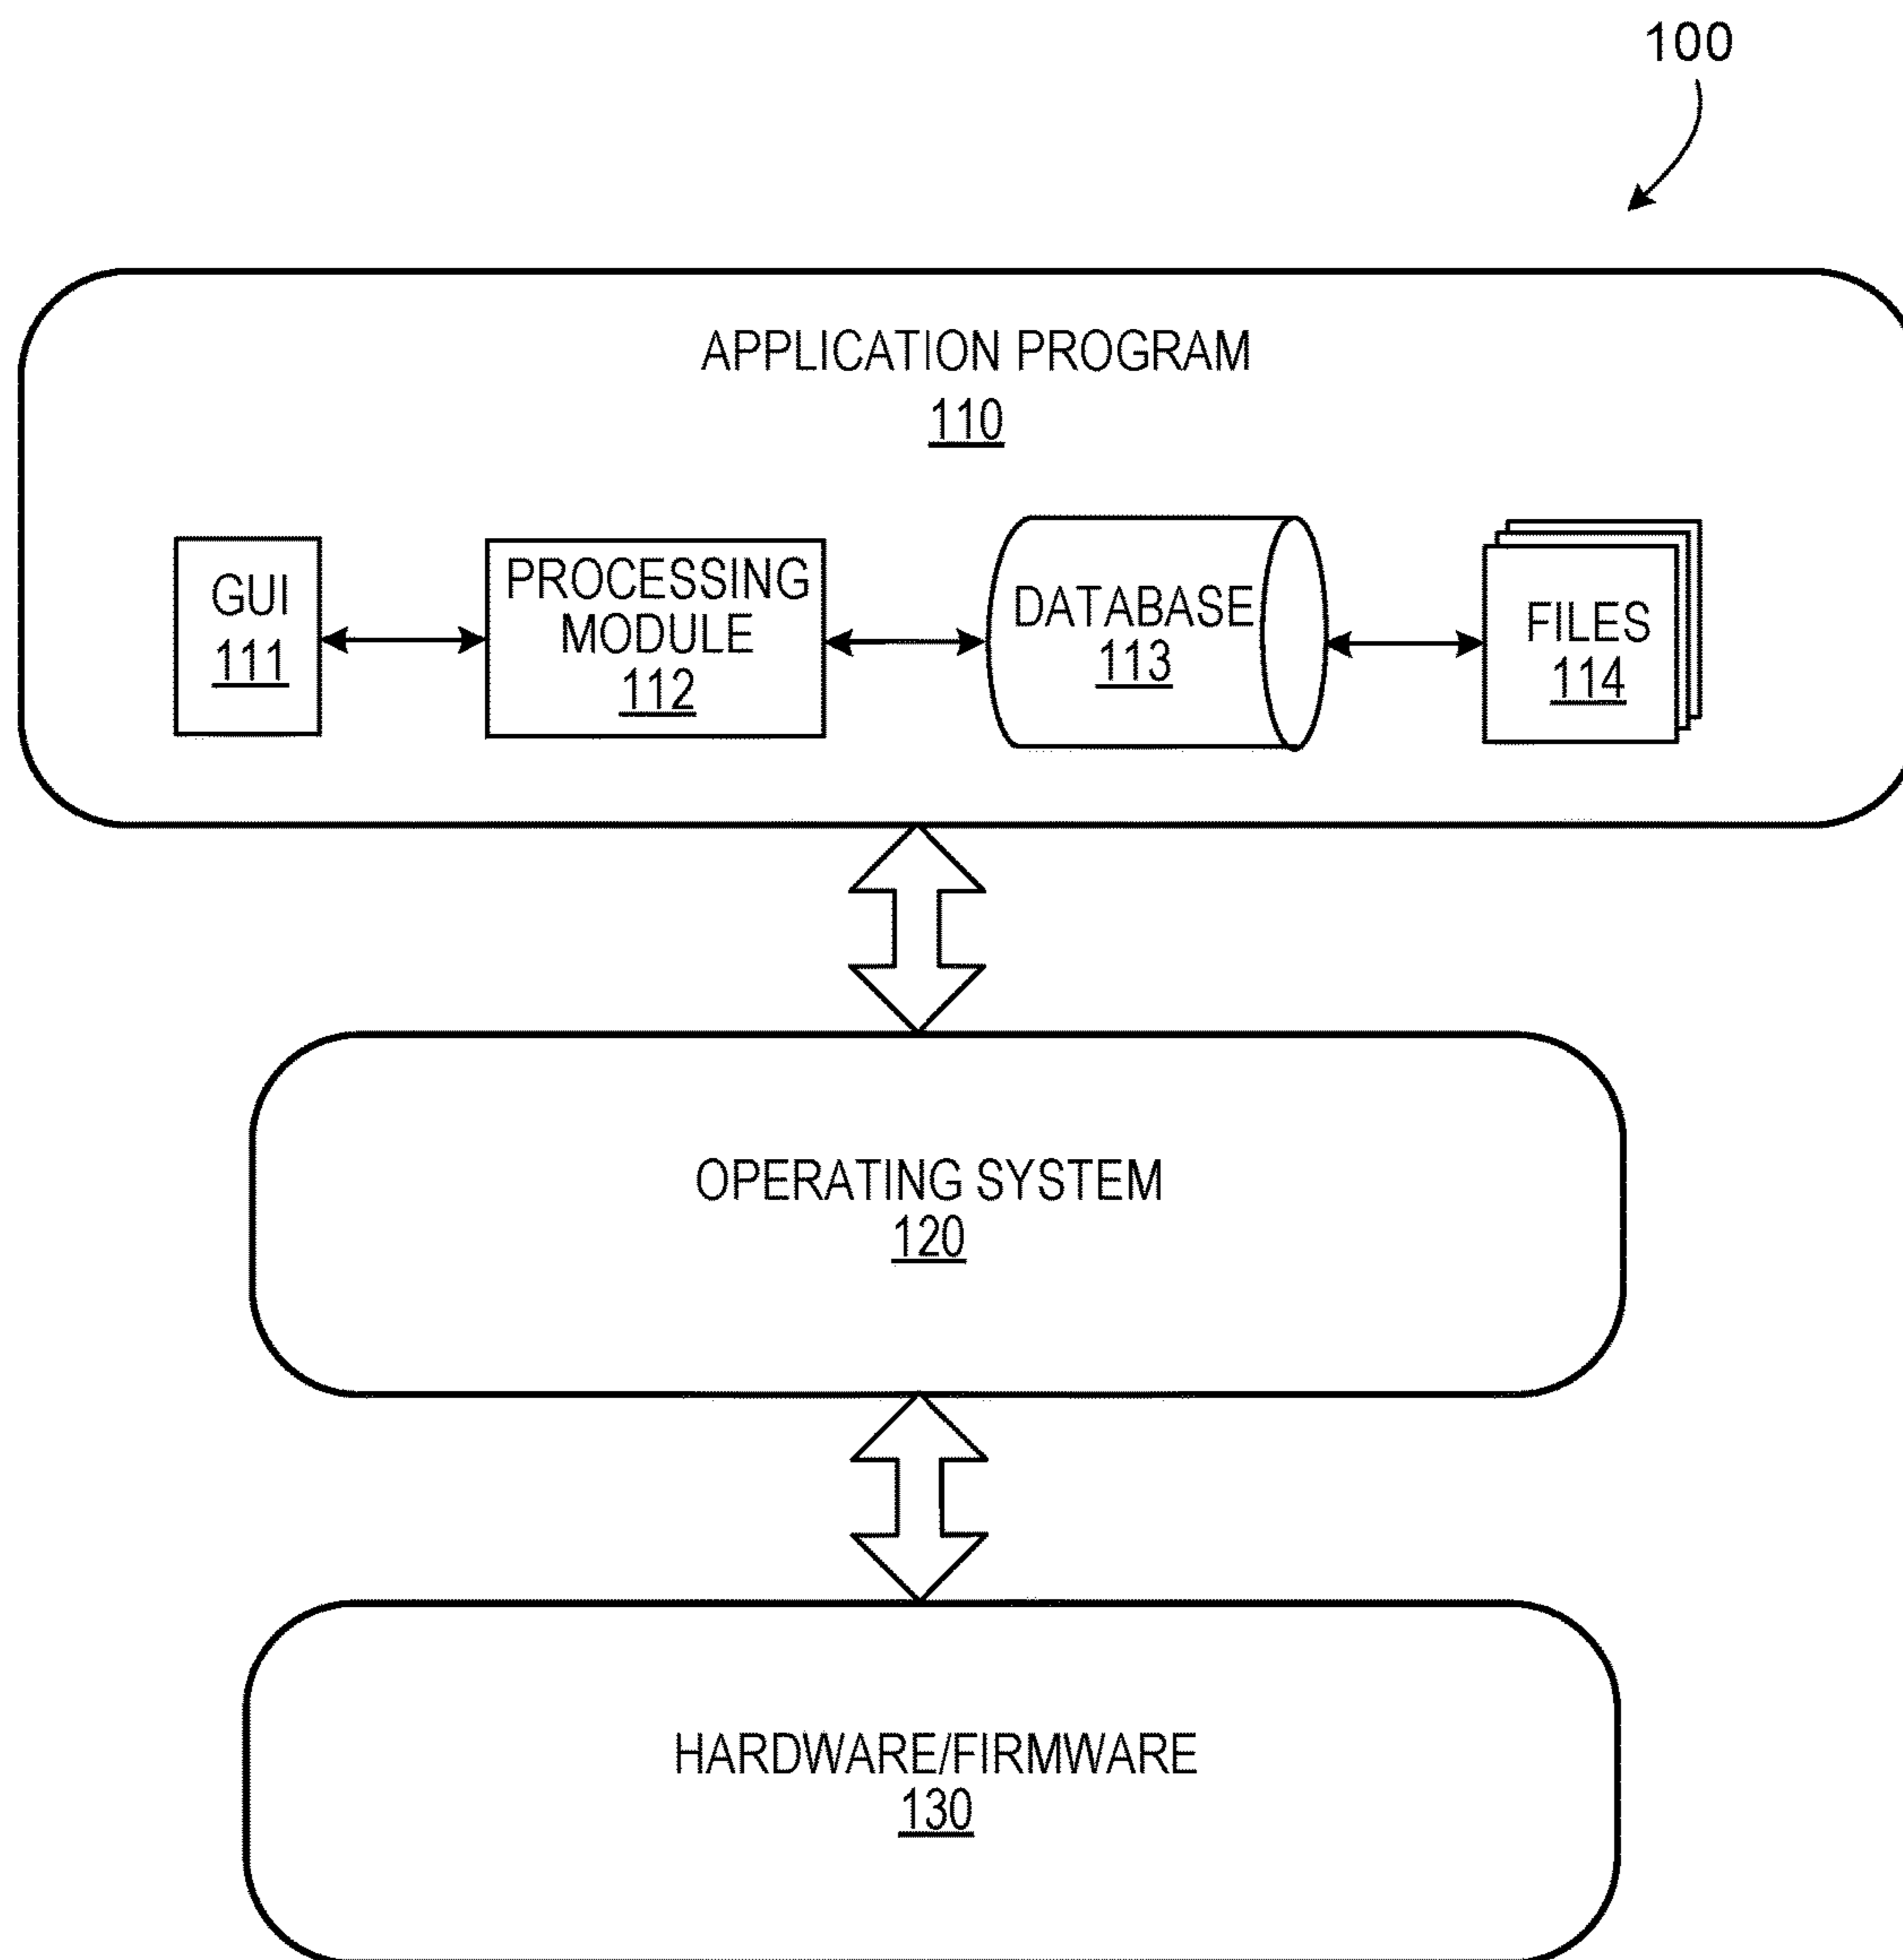 100
APPLICATION PROGRAM
110
GUI
111
PROCESSING
MODULE
112
DATABASE
113
FILES
114
OPERATING SYSTEM
120
HARDWARE/FIRMWARE
130